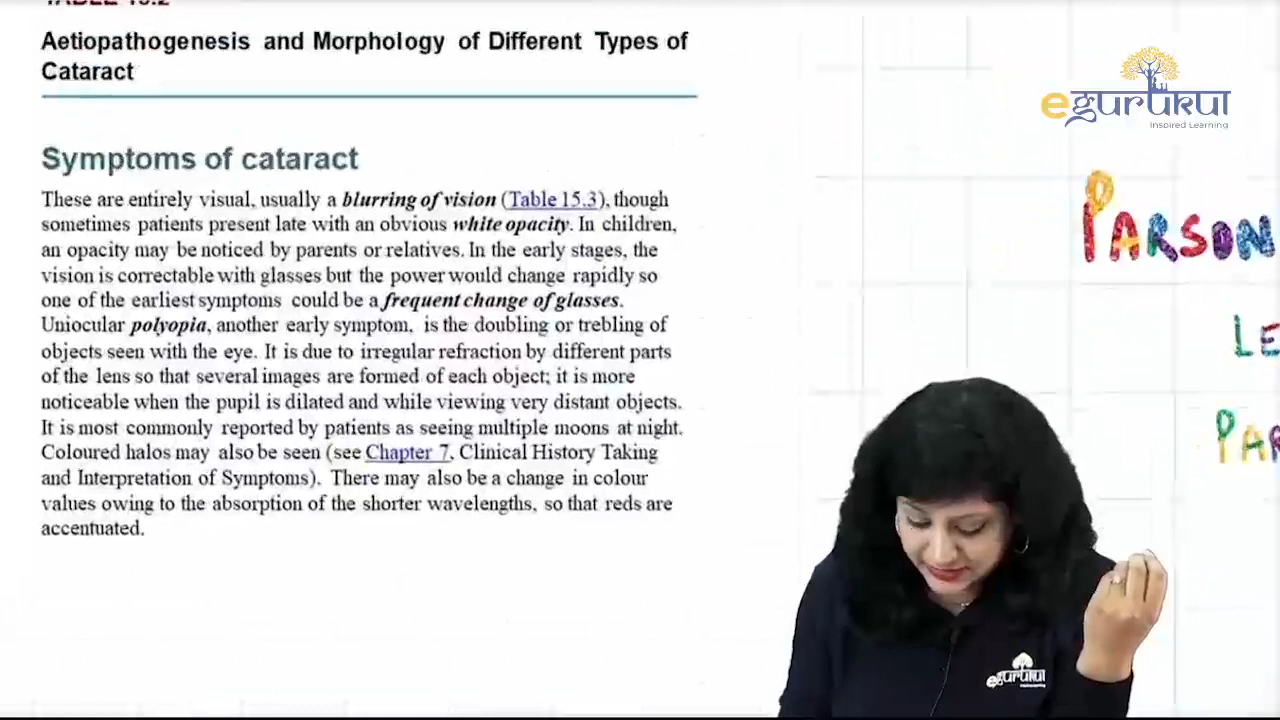 TABLE 15.2
Aetiopathogenesis and Morphology of Different Types of
Cataract
Symptoms of cataract
These are entirely visual, usually a blurring of vision (Table 15.3), though
sometimes patients present late with an obvious white opacity. In children,
an opacity may be noticed by parents or relatives. In the early stages, the
vision is correctable with glasses but the power would change rapidly so
one of the earliest symptoms could be a frequent change of glasses.
Uniocular polyopia, another early symptom, is the doubling or trebling of
objects seen with the eye. It is due to irregular refraction by different parts
of the lens so that several images are formed of each object; it is more
noticeable when the pupil is dilated and while viewing very distant objects.
It is most commonly reported by patients as seeing multiple moons at night.
Coloured halos may also be seen (see Chapter 7, Clinical History Taking
and Interpretation of Symptoms). There may also be a change in colour
values owing to the absorption of the shorter wavelengths, so that reds are
accentuated.
egurukul
Inspired Learning
PARSON
LE
PAR
egurukul